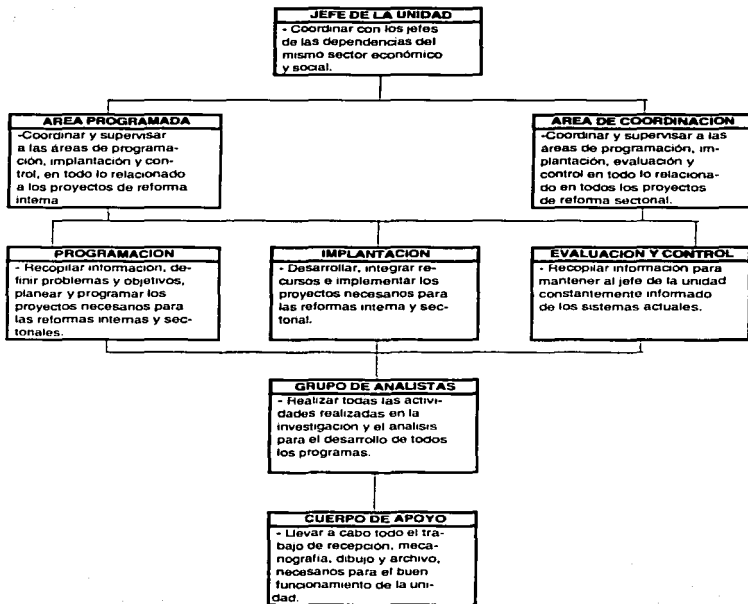 JEFE DE LA UNIDAD
- Coordinar con los jefes
de las dependencias del
mismo sector económico
y social.
AREA PROGRAMADA
-Coordinar y supervisar
a las áreas de programa-
ción, implantación y con-
trol, en todo lo relacionado
a los proyectos de reforma
interna
AREA DE COORDINACION
-Coordinar y supervisar a las
áreas de programación, im-
plantación, evaluación y
control en todo lo relaciona-
do en todos los proyectos
de reforma sectorial.
PROGRAMACION
- Recopilar información, de-
finir problemas y objetivos,
planear y programar los
proyectos necesarios para
las reformas internas y sec-
toriales.
IMPLANTACION
- Desarrollar, integrar re-
cursos e implementar los
proyectos necesarios para
las reformas interna y sec-
torial.
EVALUACION Y CONTROL
- Recopilar información para
mantener al jefe de la unidad
constantemente informado
de los sistemas actuales.
GRUPO DE ANALISTAS
- Realizar todas las activi-
dades realizadas en la
investigación y el analisis
para el desarrollo de todos
los programas.
CUERPO DE APOYO
- Llevar a cabo todo el tra-
bajo de recepción, meca-
nografia, dibujo y archivo,
necesarios para el buen
funcionamiento de la uni-
dad.